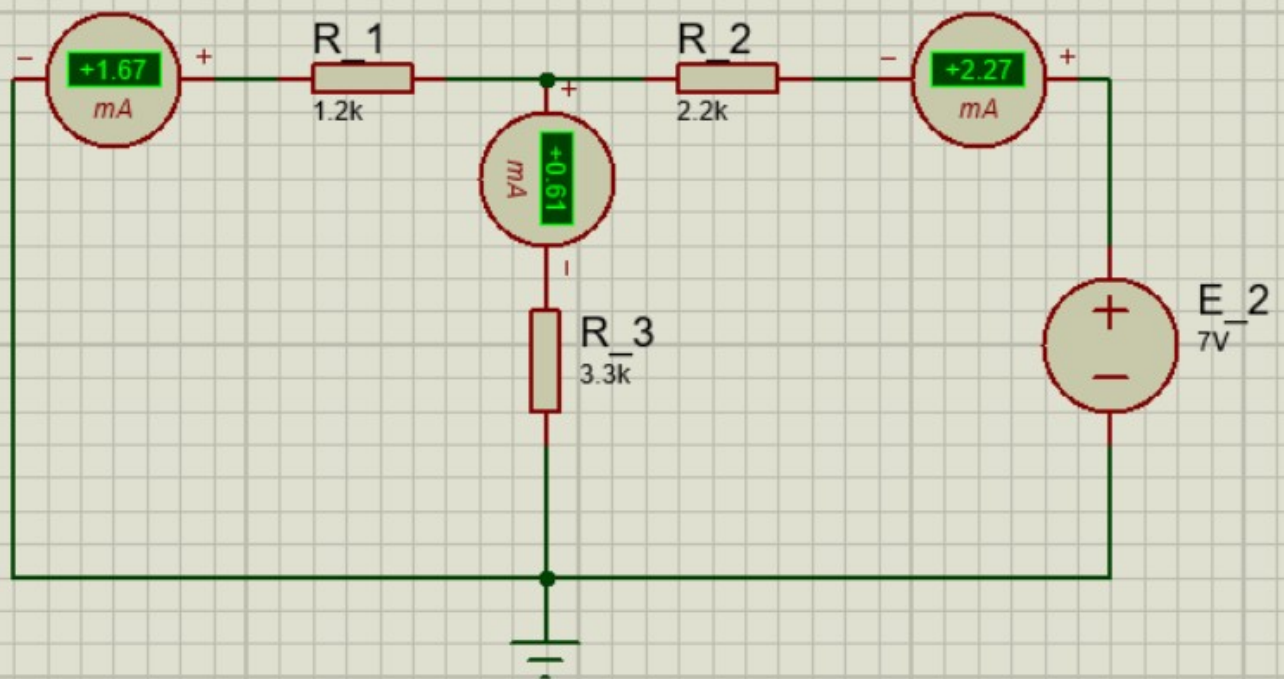 R_1
R_2
− +1.67 +
− +2.27 +
mA
mA
1.2k
2.2k
+
+0.61
mA
−
R_3
3.3k
E_2
7V
+
−